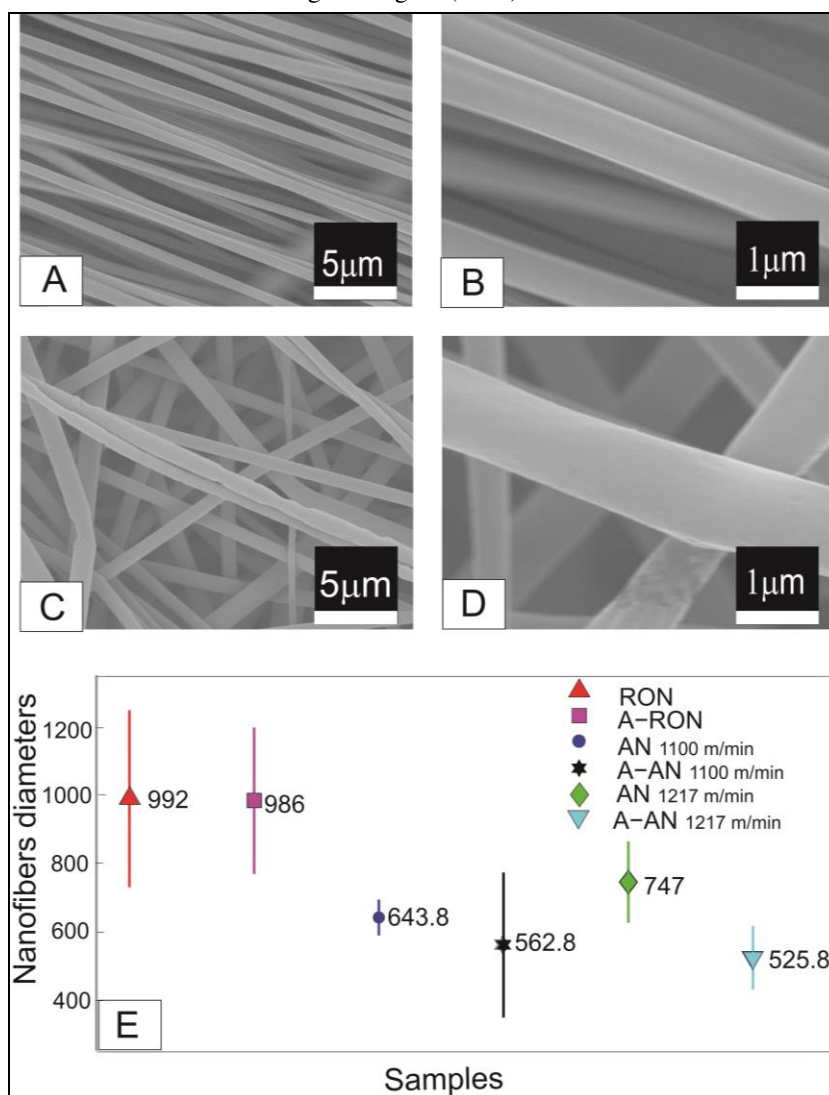 A
5μm
B
1μm
C
5μm
D
1μm
Nanofibers diameters
1200
1000
800
600
400
RON
A-RON
AN 1100 m/min
A-AN 1100 m/min
AN 1217 m/min
A-AN 1217 m/min
992
986
643.8
562.8
747
525.8
E
Samples